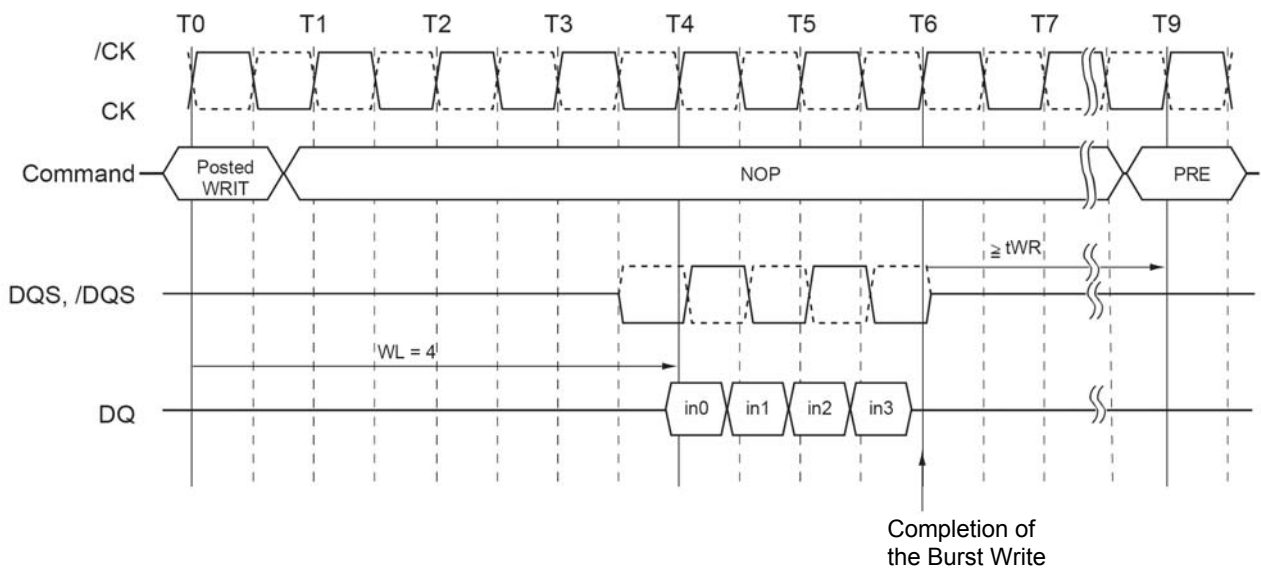 T0 T1 T2 T3 T4 T5 T6 T7 T9
/CK
CK
Command
Posted
WRIT
NOP
PRE
≧ tWR
DQS, /DQS
WL = 4
DQ
in0 in1 in2 in3
Completion of
the Burst Write